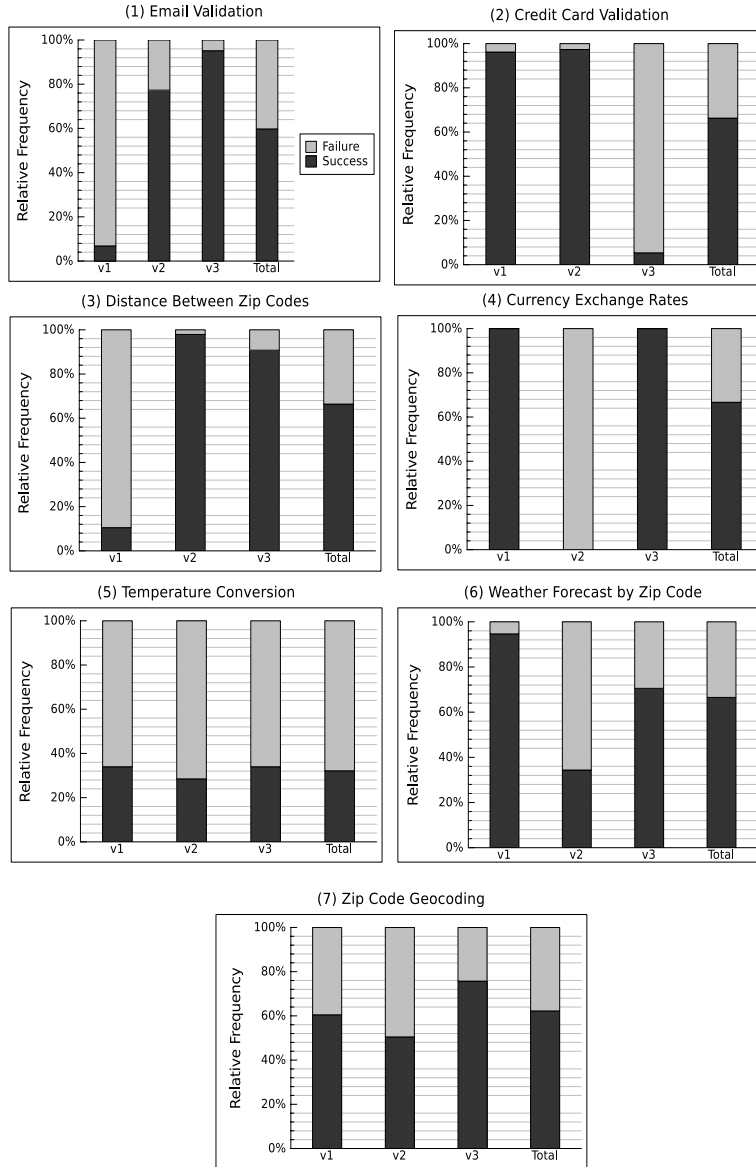 (1) Email Validation
Relative Frequency
100%
80%
60%
40%
20%
0%
v1 v2 v3 Total
Failure
Success
(2) Credit Card Validation
Relative Frequency
100%
80%
60%
40%
20%
0%
v1 v2 v3 Total
(3) Distance Between Zip Codes
Relative Frequency
100%
80%
60%
40%
20%
0%
v1 v2 v3 Total
(4) Currency Exchange Rates
Relative Frequency
100%
80%
60%
40%
20%
0%
v1 v2 v3 Total
(5) Temperature Conversion
Relative Frequency
100%
80%
60%
40%
20%
0%
v1 v2 v3 Total
(6) Weather Forecast by Zip Code
Relative Frequency
100%
80%
60%
40%
20%
0%
v1 v2 v3 Total
(7) Zip Code Geocoding
Relative Frequency
100%
80%
60%
40%
20%
0%
v1 v2 v3 Total